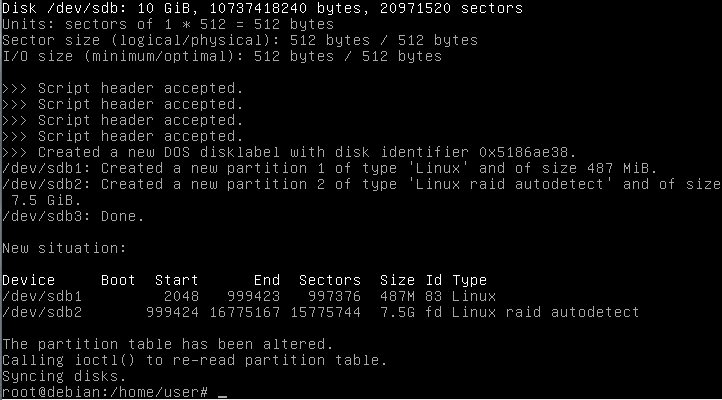 Disk /dev/sdb: 10 GiB, 10737418240 bytes, 20971520 sectors
Units: sectors of 1 * 512 = 512 bytes
Sector size (logical/physical): 512 bytes / 512 bytes
I/O size (minimum/optimal): 512 bytes / 512 bytes
>>> Script header accepted.
>>> Script header accepted.
>>> Script header accepted.
>>> Script header accepted.
>>> Created a new DOS disklabel with disk identifier 0x5186ae38.
/dev/sdb1: Created a new partition 1 of type 'Linux' and of size 487 MiB.
/dev/sdb2: Created a new partition 2 of type 'Linux raid autodetect' and of size
 7.5 GiB.
/dev/sdb3: Done.
New situation:
Device     Boot  Start      End  Sectors  Size Id Type
/dev/sdb1         2048   999423   997376  487M 83 Linux
/dev/sdb2       999424 16775167 15775744  7.5G fd Linux raid autodetect
The partition table has been altered.
Calling ioctl() to re-read partition table.
Syncing disks.
root@debian:/home/user# _